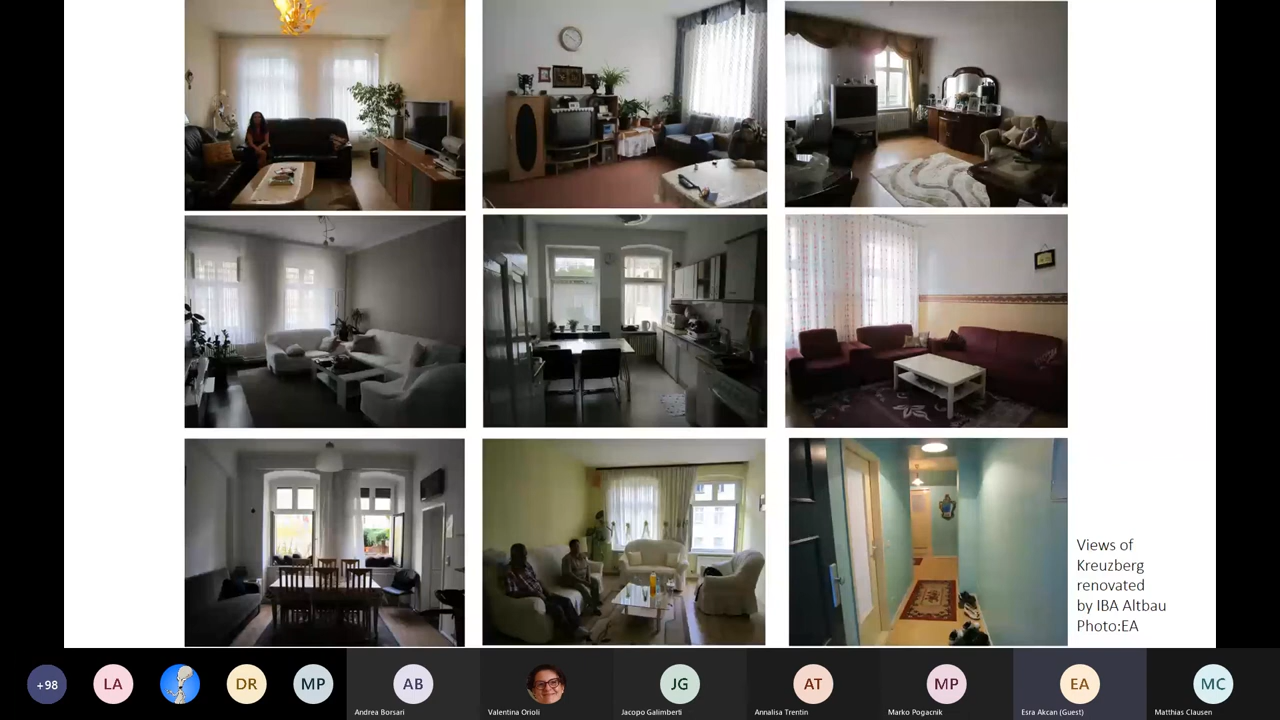 Views of
Kreuzberg
renovated
by IBA Altbau
Photo:EA
+98
LA
DR
MP
AB
JG
AT
MP
EA
MC
Andrea Borsari
Valentina Orioli
Jacopo Galimberti
Annalisa Trentin
Marko Pogacnik
Esra Akcan (Guest)
Matthias Clausen